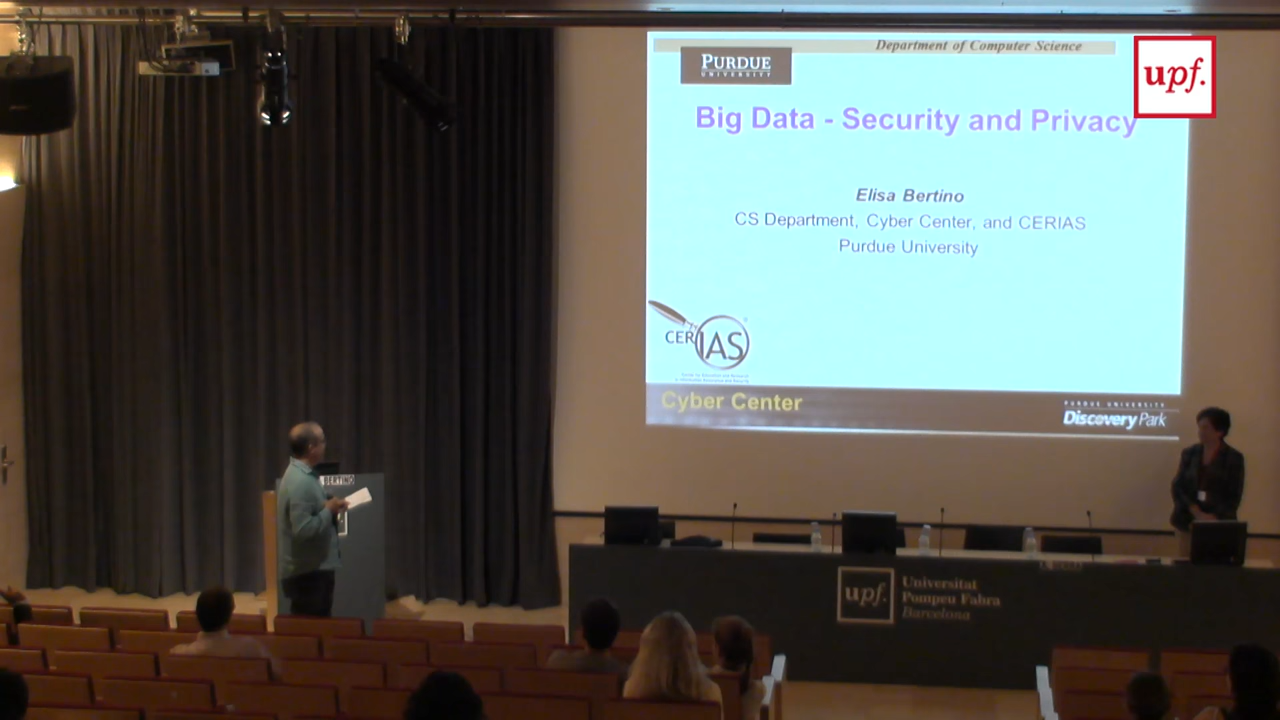 Department of Computer Science
PURDUE
UNIVERSITY
upf.
Big Data - Security and Privacy
Elisa Bertino
CS Department, Cyber Center, and CERIAS
Purdue University
CERIAS
Cyber Center
PURDUE UNIVERSITY
Discovery Park
BERTINO
upf.
Universitat
Pompeu Fabra
Barcelona